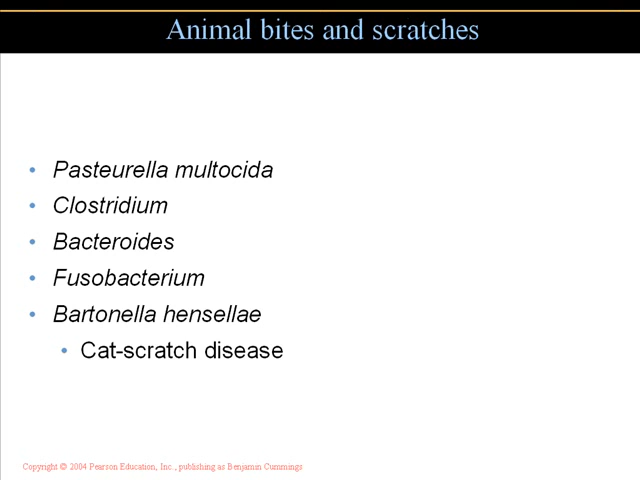 Animal bites and scratches
• Pasteurella multocida
• Clostridium
• Bacteroides
• Fusobacterium
• Bartonella hensellae
• Cat-scratch disease
Copyright © 2004 Pearson Education, Inc., publishing as Benjamin Cummings